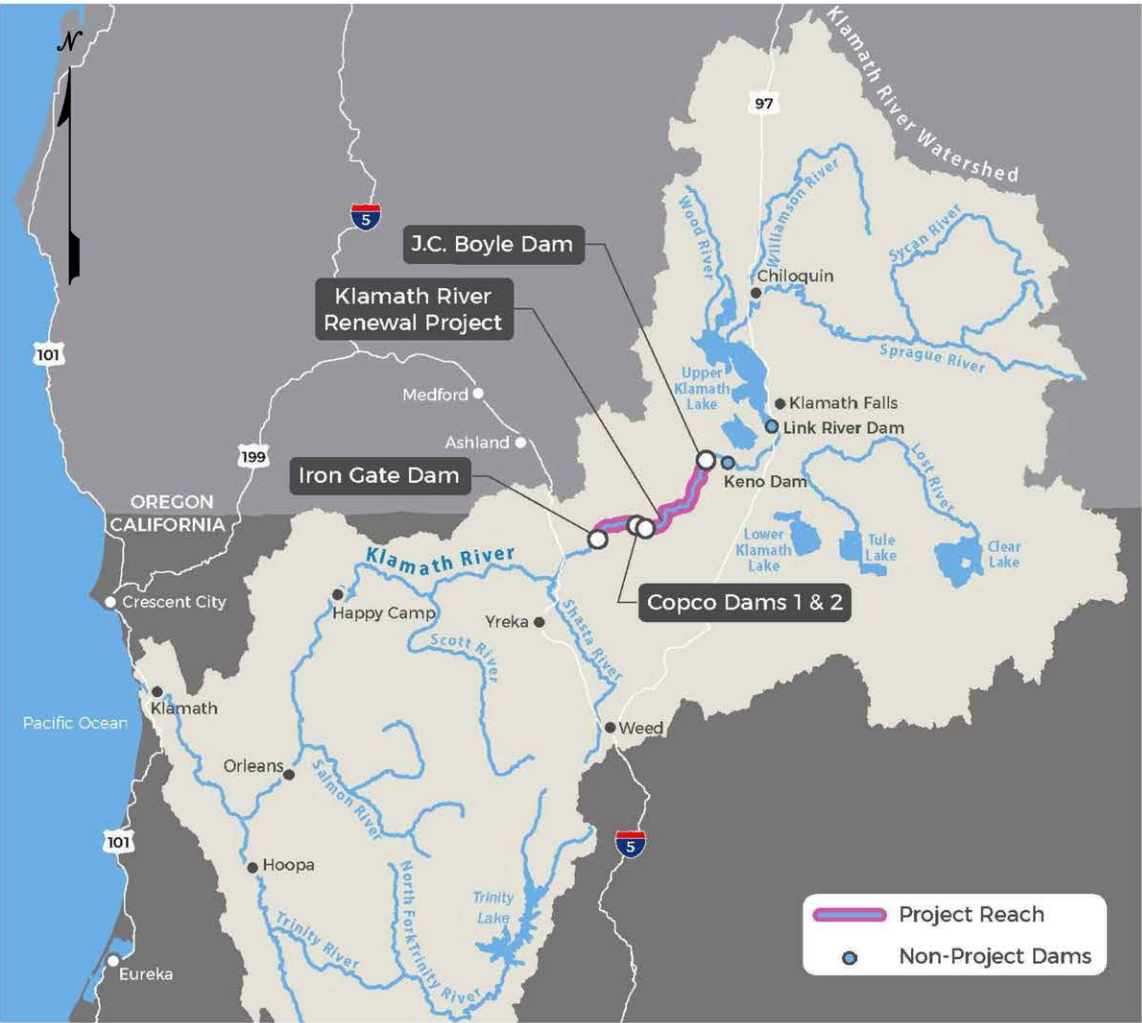 N
Klamath River Watershed
97
5
Wood River
Williamson River
Sycan River
J.C. Boyle Dam
Chiloquin
Klamath River
Renewal Project
101
Sprague River
Upper
Klamath
Lake
Medford
Klamath Falls
Link River Dam
Ashland
199
Lost River
Iron Gate Dam
Keno Dam
OREGON
CALIFORNIA
Lower
Klamath
Lake
Tule
Lake
Clear
Lake
Klamath River
Crescent City
Happy Camp
Copco Dams 1 & 2
Yreka
Shasta River
Scott River
Klamath
Pacific Ocean
Weed
Orleans
Salmon River
101
5
Hoopa
North Fork Trinity River
Trinity
Lake
Trinity River
Project Reach
Non-Project Dams
Eureka